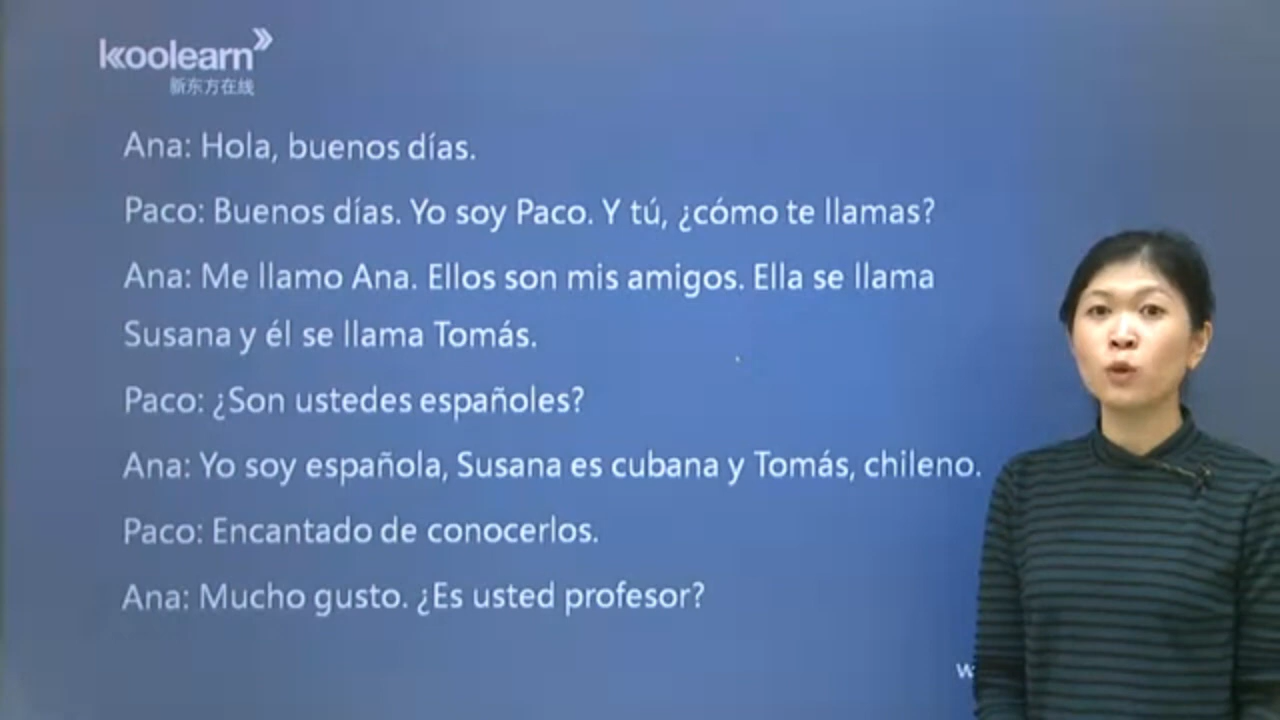 koolearn
新东方在线
Ana: Hola, buenos días.
Paco: Buenos días. Yo soy Paco. Y tú, ¿cómo te llamas?
Ana: Me llamo Ana. Ellos son mis amigos. Ella se llama
Susana y él se llama Tomás.
Paco: ¿Son ustedes españoles?
Ana: Yo soy española, Susana es cubana y Tomás, chileno.
Paco: Encantado de conocerlos.
Ana: Mucho gusto. ¿Es usted profesor?